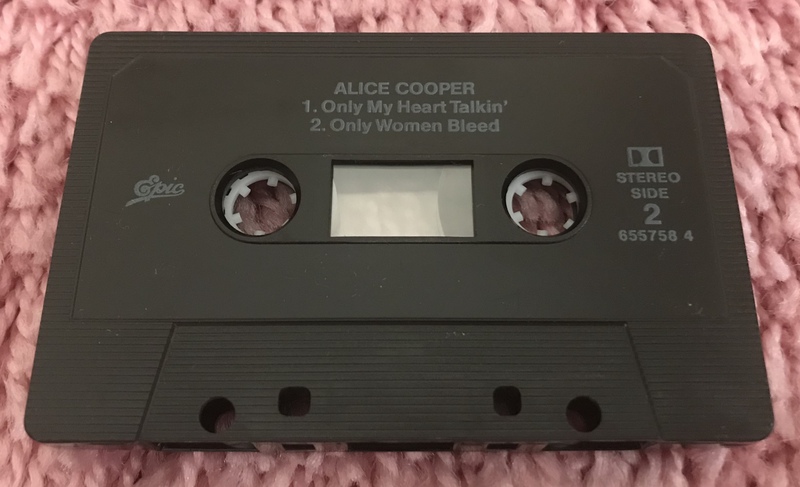 ALICE COOPER
1. Only My Heart Talkin'
2. Only Women Bleed
Epic
STEREO
SIDE
2
655758 4